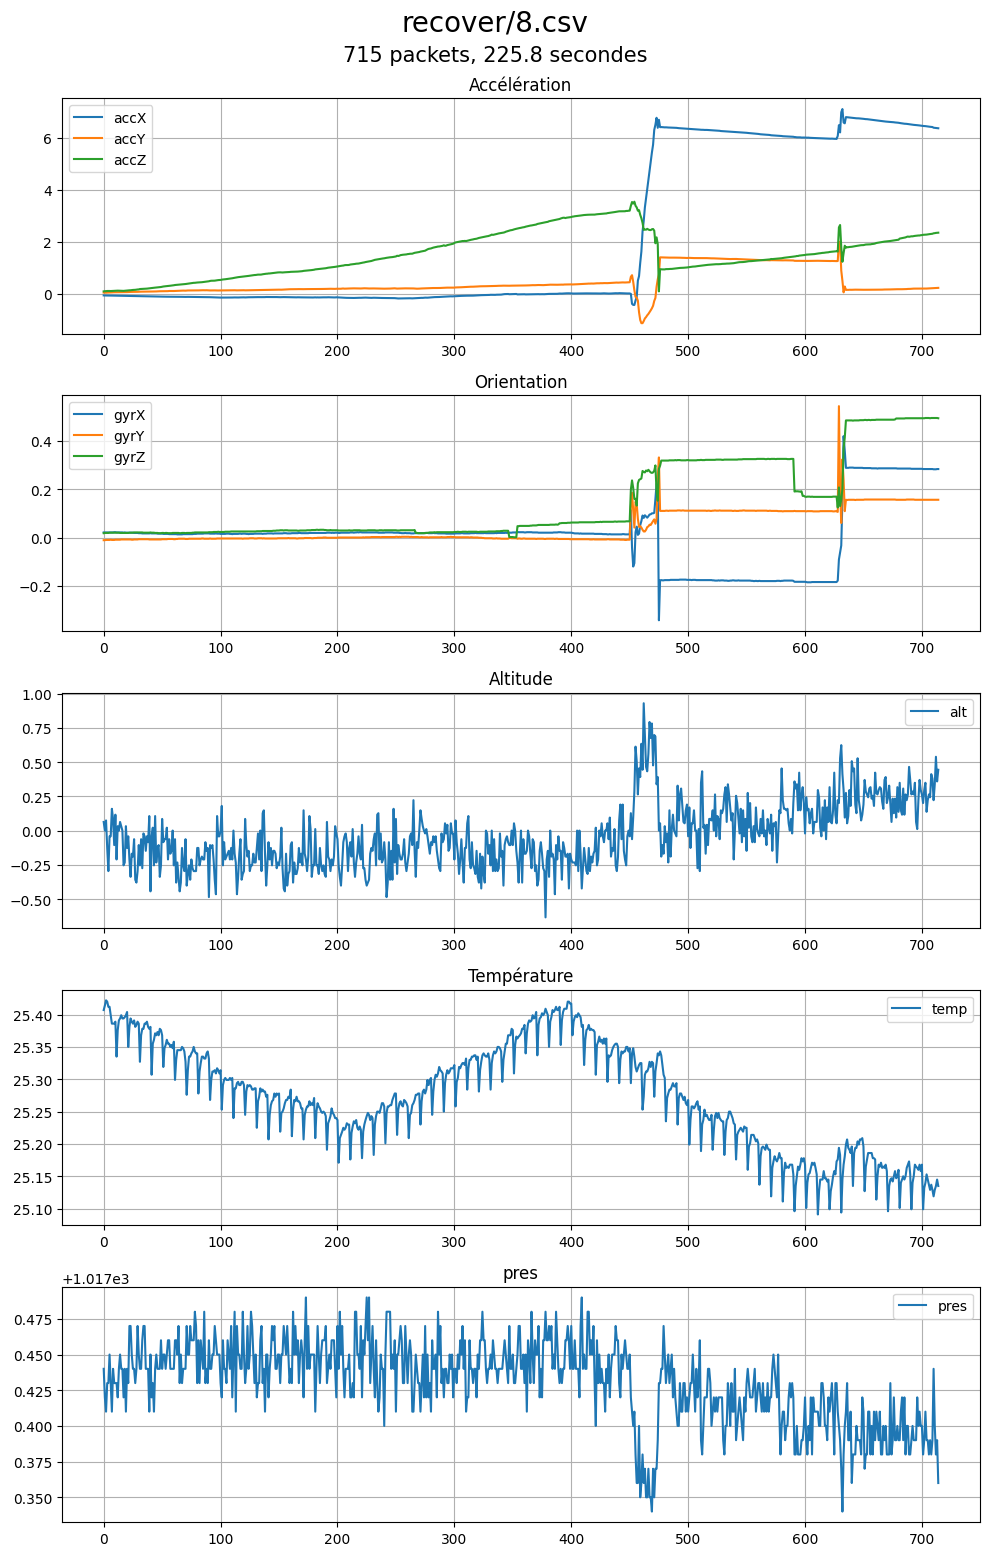 recover/8.csv
715 packets, 225.8 secondes
Accélération
accX
accY
accZ
6
4
2
0
0 100 200 300 400 500 600 700
Orientation
gyrX
gyrY
gyrZ
0.4
0.2
0.0
−0.2
0 100 200 300 400 500 600 700
Altitude
alt
1.00
0.75
0.50
0.25
0.00
−0.25
−0.50
0 100 200 300 400 500 600 700
Température
temp
25.40
25.35
25.30
25.25
25.20
25.15
25.10
0 100 200 300 400 500 600 700
+1.017e3
pres
pres
0.475
0.450
0.425
0.400
0.375
0.350
0 100 200 300 400 500 600 700